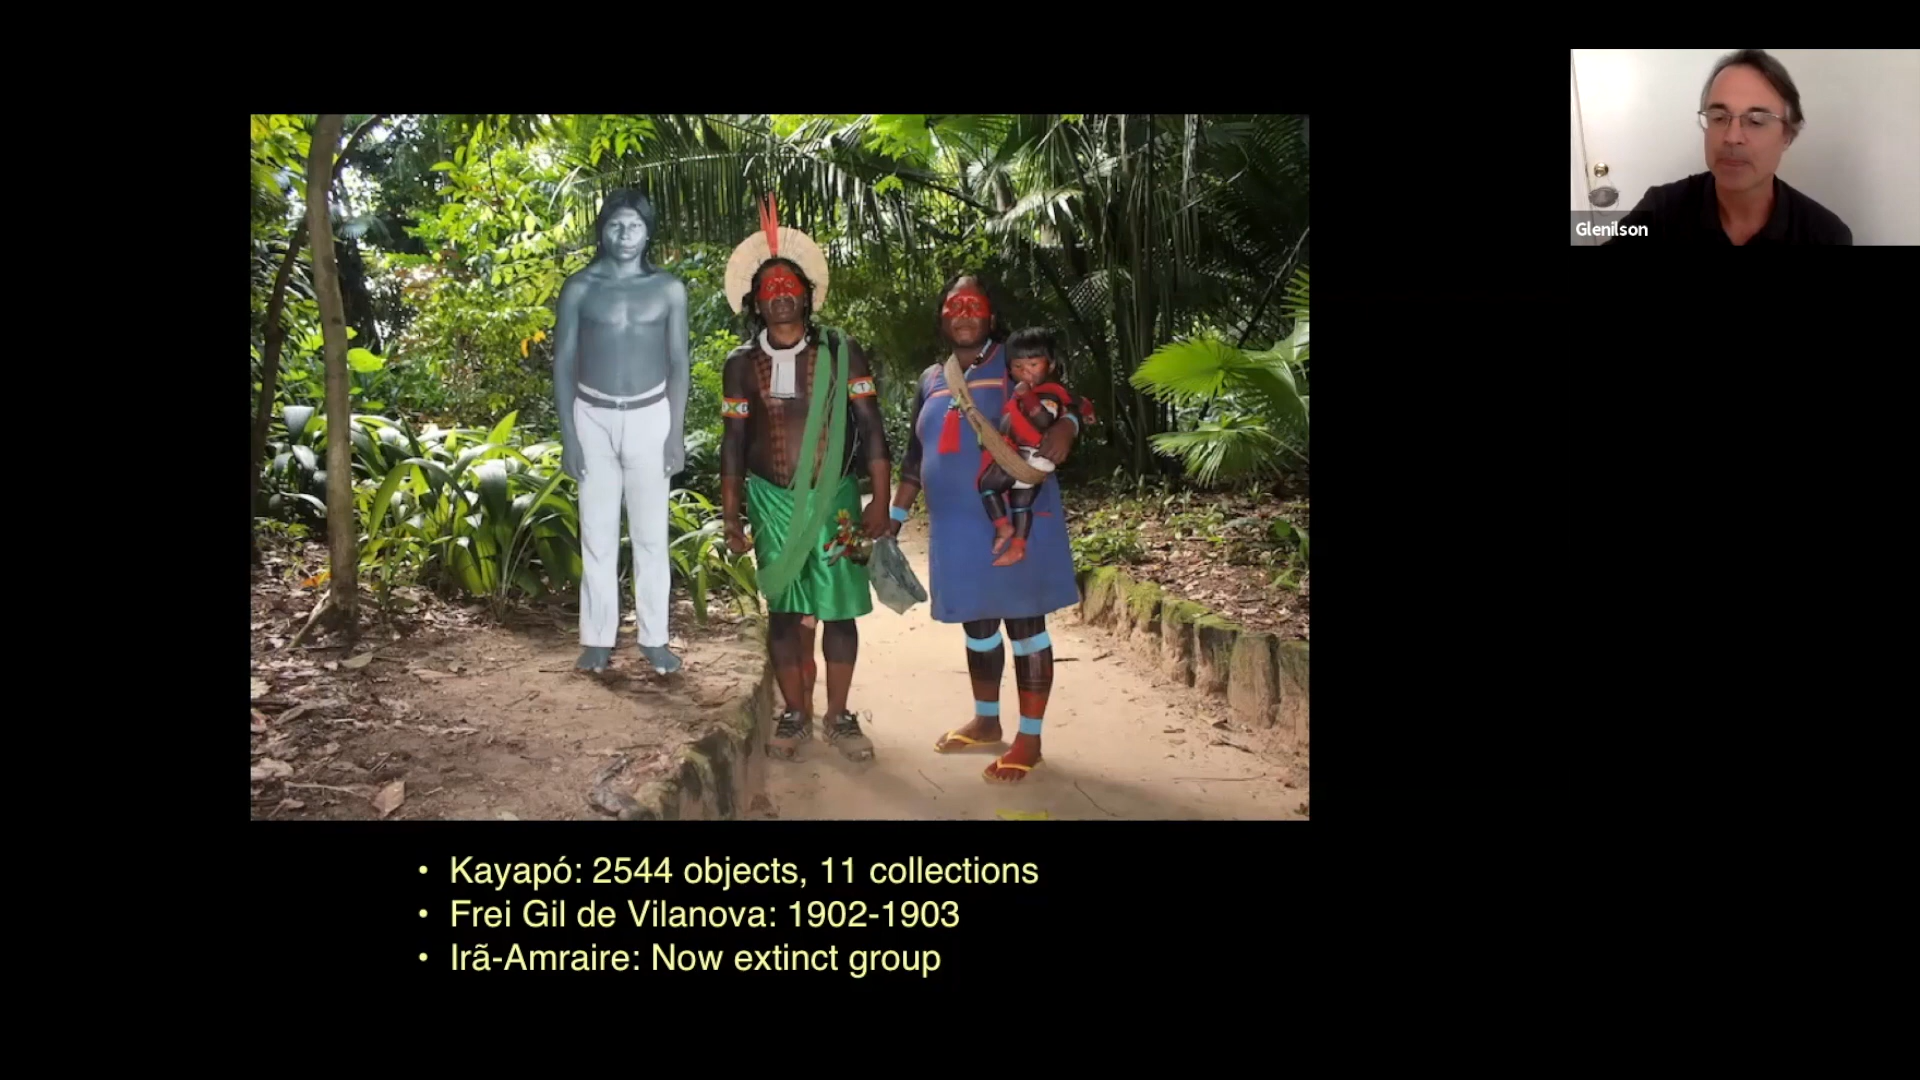 Glenilson
• Kayapó: 2544 objects, 11 collections
• Frei Gil de Vilanova: 1902-1903
• Irã-Amraire: Now extinct group